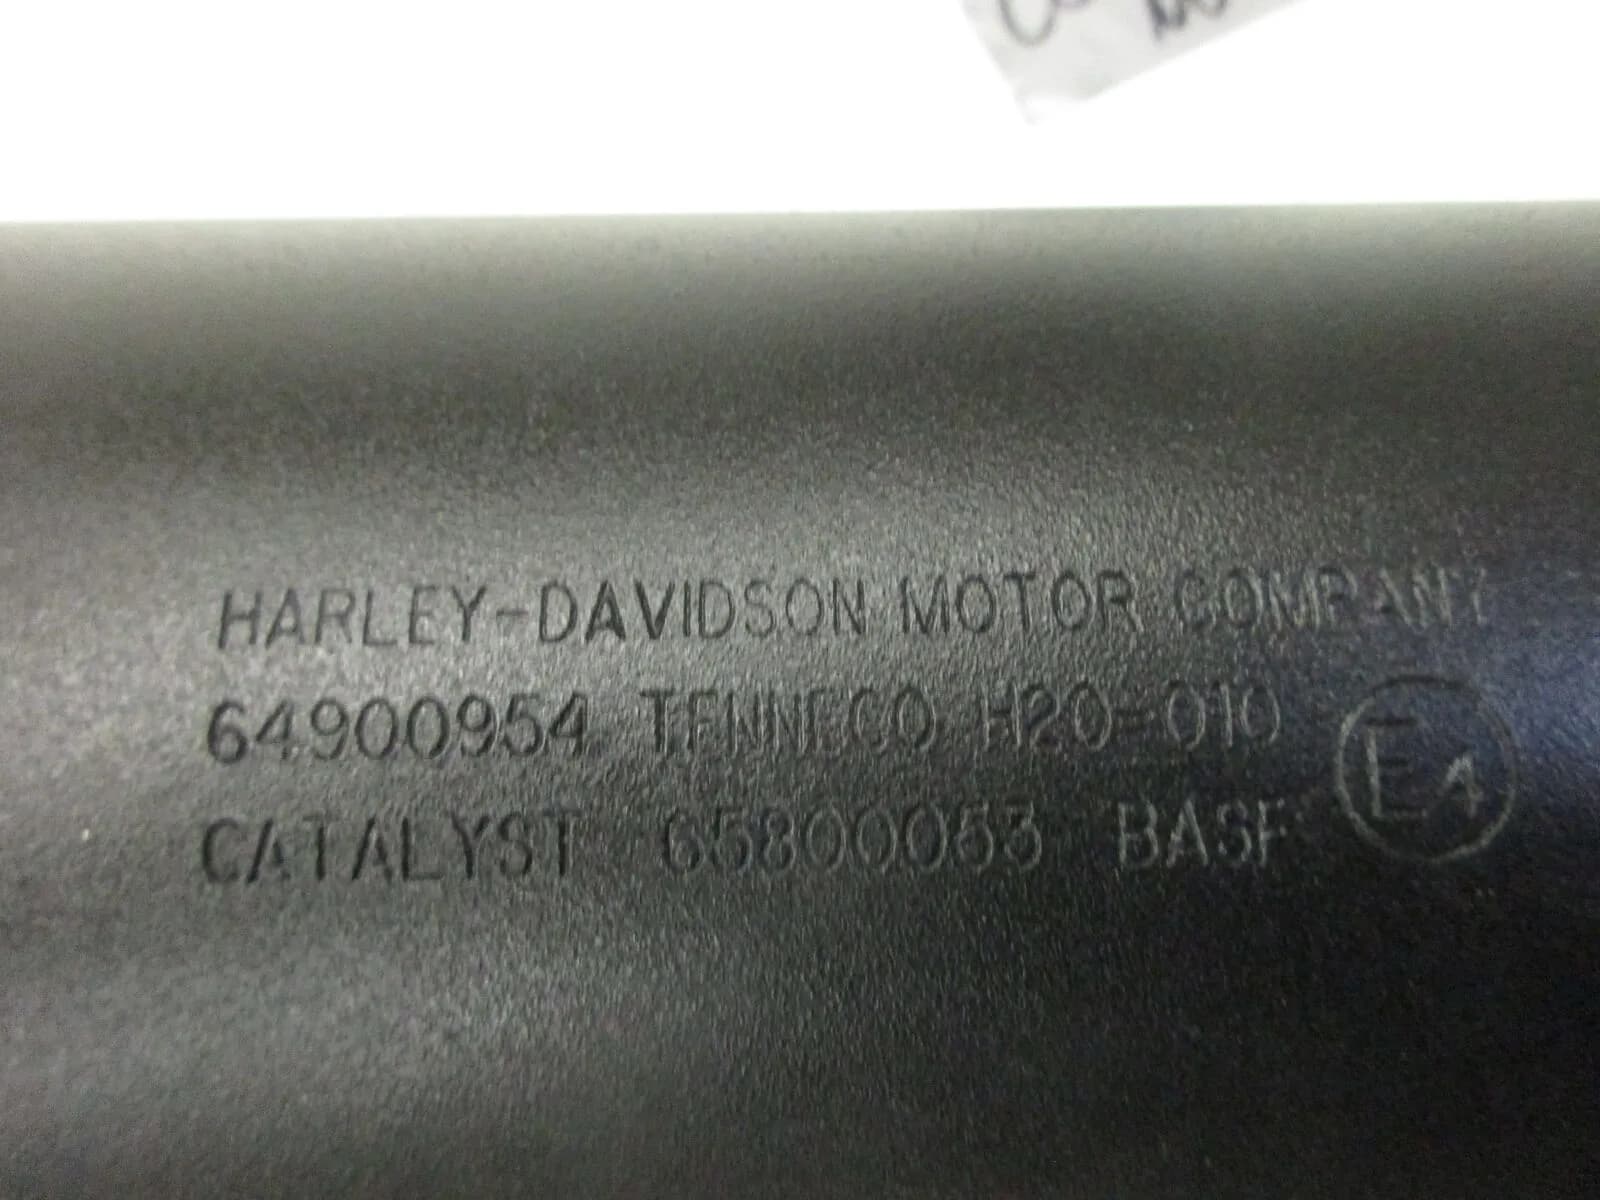 HARLEY-DAVIDSON MOTOR COMPANY
64900954 TENNECO H20-010
E4
CATALYST 65800053 BASF